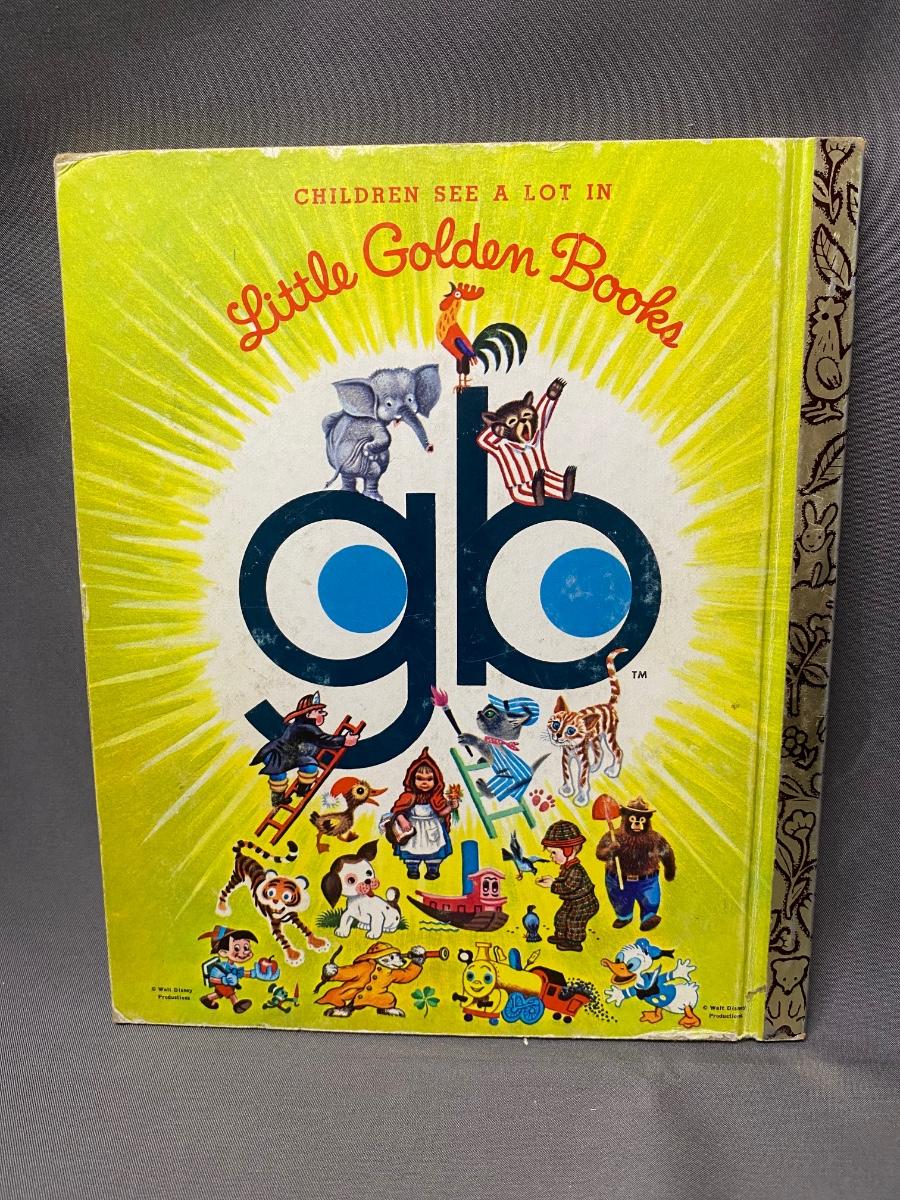 CHILDREN SEE A LOT IN
Little Golden Books
gb
TM
© Walt Disney
Productions
© Walt Disney
Productions